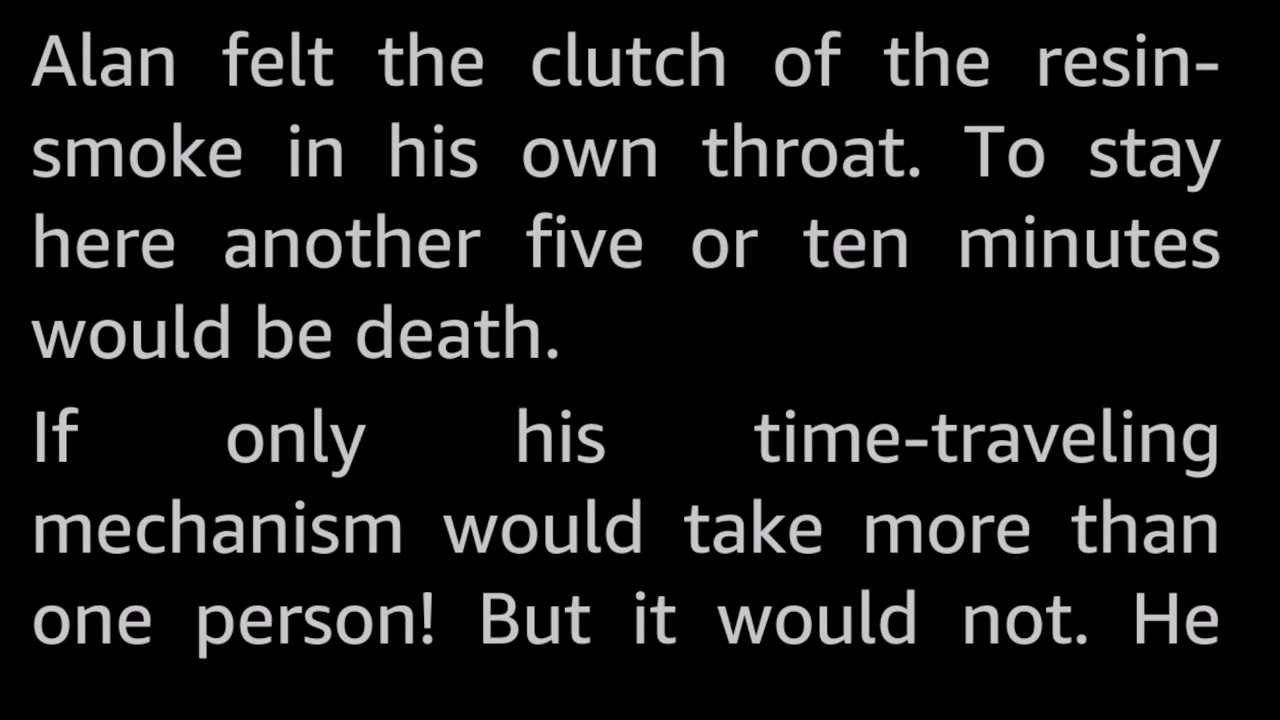 Alan felt the clutch of the resin-
smoke in his own throat. To stay
here another five or ten minutes
would be death.
If only his time-traveling
mechanism would take more than
one person! But it would not. He